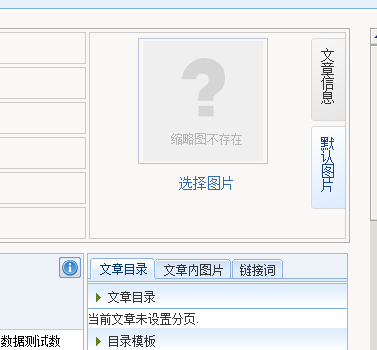 ?
缩略图不存在
选择图片
文章信息
默认图片
文章目录 文章内图片 链接词
文章目录
当前文章未设置分页.
数据测试数
目录模板